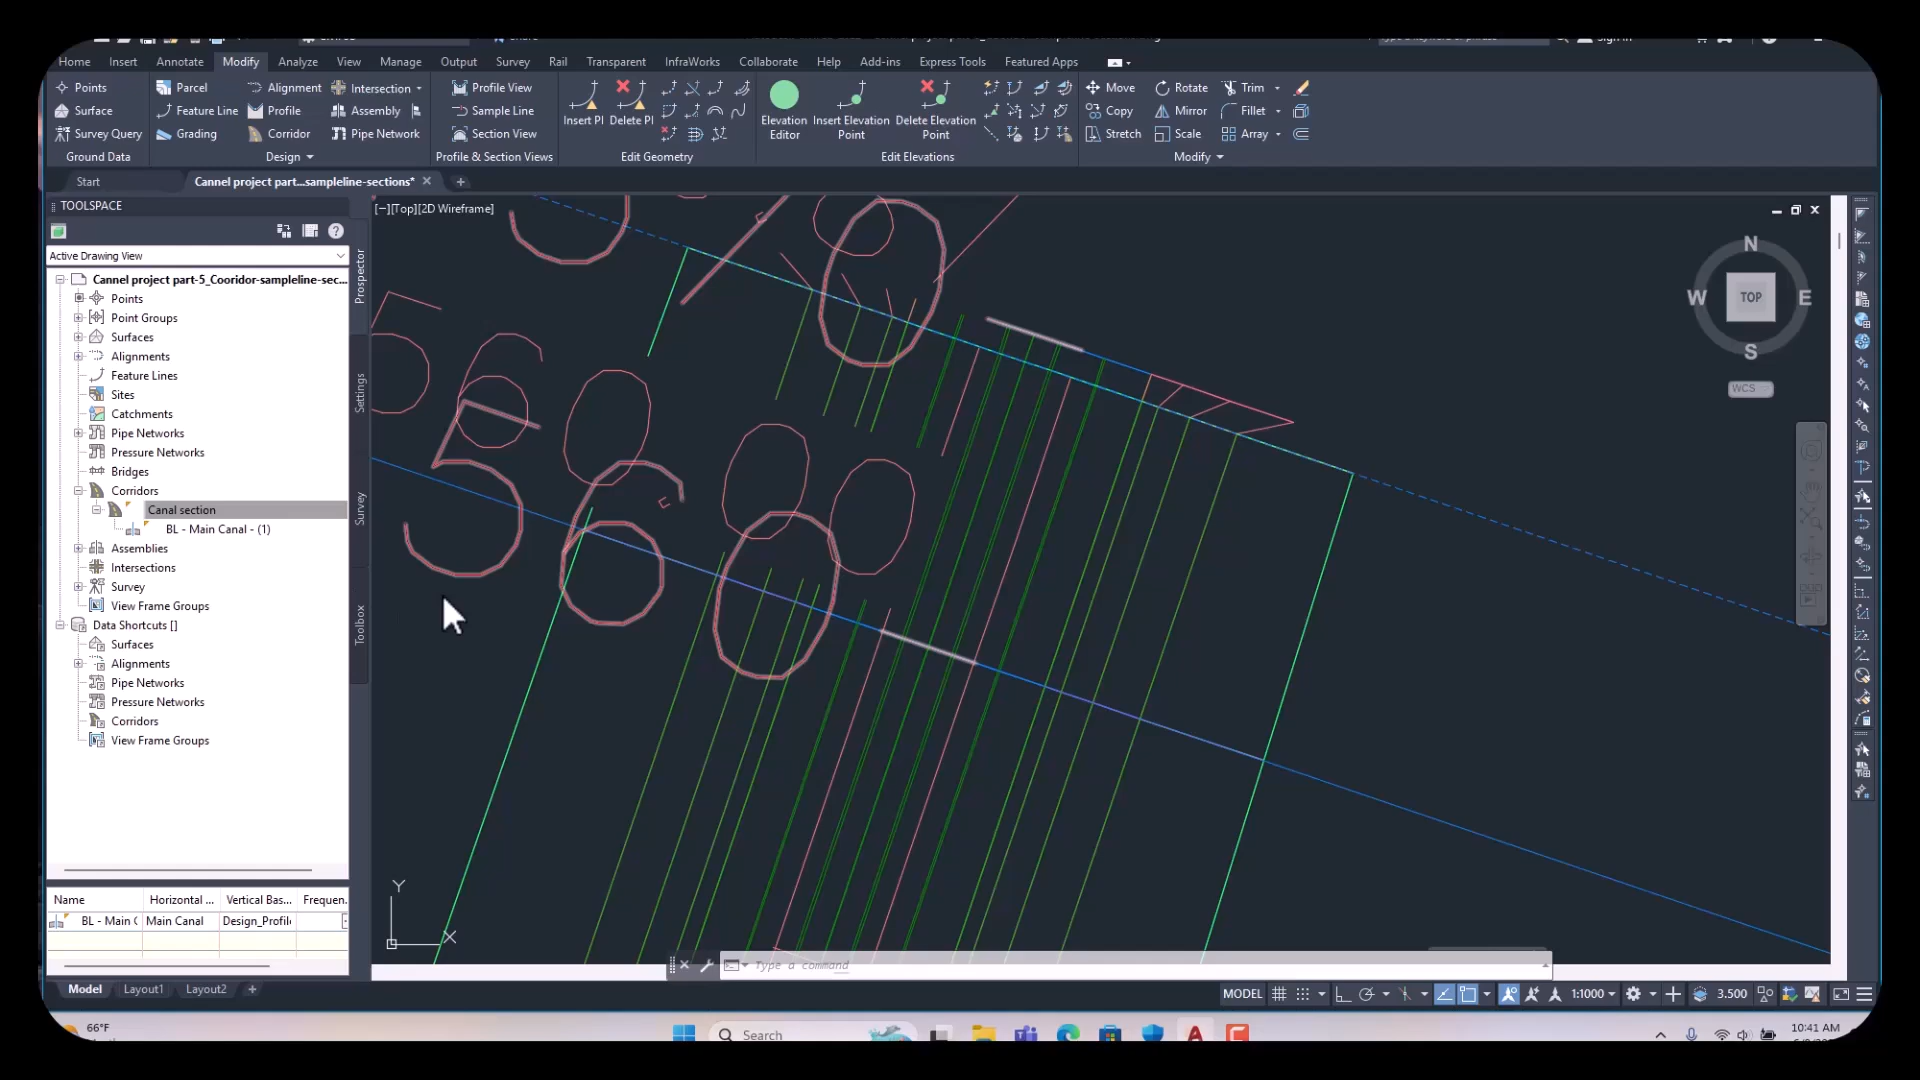 Home Insert Annotate Modify Analyze View Manage Output Survey Rail Transparent InfraWorks Collaborate Help Add-ins Express Tools Featured Apps
Points Parcel Alignment Intersection Profile View Move Rotate Trim
Surface Feature Line Profile Assembly Sample Line Insert PI Delete PI Elevation Editor Insert Elevation Point Delete Elevation Point Copy Mirror Fillet
Survey Query Grading Corridor Pipe Network Section View Stretch Scale Array
Ground Data Design Profile & Section Views Edit Geometry Edit Elevations Modify
Start Cannel project part...sampleline-sections*
TOOLSPACE
[−][Top][2D Wireframe]
Active Drawing View
Prospector
Settings
Survey
Toolbox
Cannel project part-5_Cooridor-sampleline-sec...
Points
Point Groups
Surfaces
Alignments
Feature Lines
Sites
Catchments
Pipe Networks
Pressure Networks
Bridges
Corridors
Canal section
BL - Main Canal - (1)
Assemblies
Intersections
Survey
View Frame Groups
Data Shortcuts []
Surfaces
Alignments
Pipe Networks
Pressure Networks
Corridors
View Frame Groups
N
W TOP E
S
WCS
Name Horizontal ... Vertical Bas... Frequen.
BL - Main C Main Canal Design_Profil
Y
X
Type a command
Model Layout1 Layout2
MODEL 1:1000 3.500
66°F
Search
10:41 AM